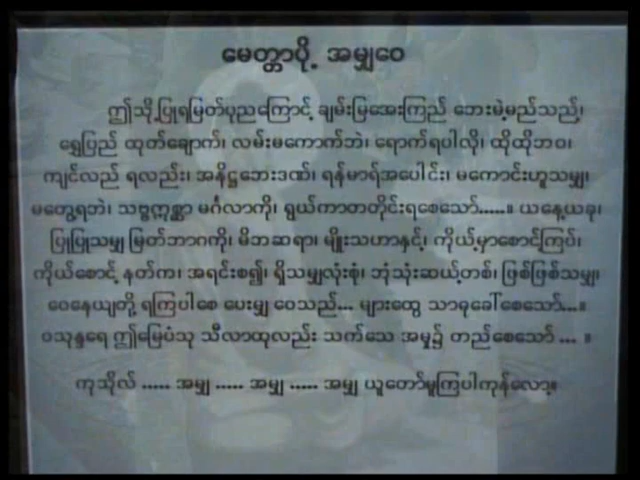 မေတ္တာပို့ အမျှဝေ
ဤသို့ပြုရမြတ်ပုညကြောင့် ချမ်းမြအေးကြည် ဘေးမဲ့မည်သည့်၊
ရွှေပြည် ထုတ်ချောက်၊ လမ်းမကောက်ဘဲ၊ ရောက်ရပါလို၊ ထိုထိုဘဝ၊
ကျင်လည် ရလည်း၊ အနိဋ္ဌဘေးဒဏ်၊ ရန်မာရ်အပေါင်း၊ မကောင်းဟူသမျှ၊
မတွေ့ရဘဲ၊ သဗ္ဗဣဏ္ဏာ မင်္ဂလာကို၊ ရွယ်ကာတတိုင်းရစေသော်.....။ ယနေ့ယခု၊
ပြုပြုသမျှ မြတ်ဘာဂကို၊ မိဘဆရာ၊ မျိုးသဟာနှင့်၊ ကိုယ့်မှာစောင့်ကြပ်၊
ကိုယ်စောင့် နတ်က၊ အရင်းစ၍၊ ရှိသမျှလုံးစုံ၊ ဘုံသုံးဆယ့်တစ်၊ ဖြစ်ဖြစ်သမျှ၊
ဝေနေယျတို့ ရကြပါစေ ပေးမျှ ဝေသည်... များထွေ သာဓုခေါ်စေသော်...။
ဝသုန္ဒရေ ဤမြေပံသု သီလာထုလည်း သက်သေ အမှု၌ တည်စေသော် ... ။
ကုသိုလ် ..... အမျှ ..... အမျှ ..... အမျှ ယူတော်မူကြပါကုန်လော့။